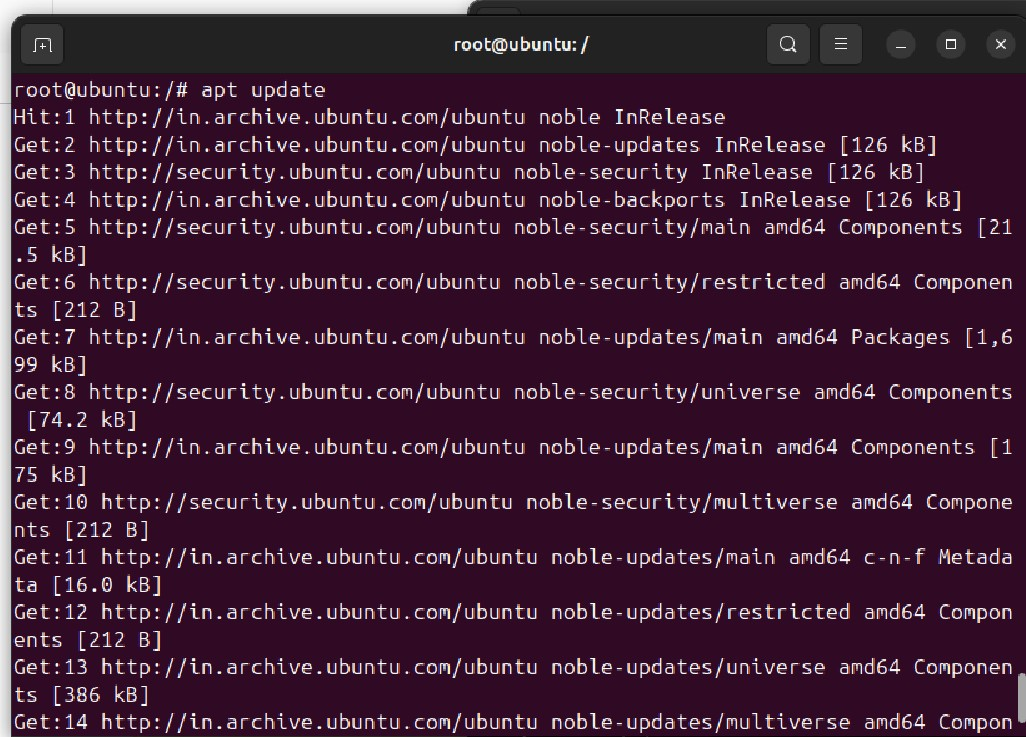 root@ubuntu: /
root@ubuntu:/# apt update
Hit:1 http://in.archive.ubuntu.com/ubuntu noble InRelease
Get:2 http://in.archive.ubuntu.com/ubuntu noble-updates InRelease [126 kB]
Get:3 http://security.ubuntu.com/ubuntu noble-security InRelease [126 kB]
Get:4 http://in.archive.ubuntu.com/ubuntu noble-backports InRelease [126 kB]
Get:5 http://security.ubuntu.com/ubuntu noble-security/main amd64 Components [21
.5 kB]
Get:6 http://security.ubuntu.com/ubuntu noble-security/restricted amd64 Componen
ts [212 B]
Get:7 http://in.archive.ubuntu.com/ubuntu noble-updates/main amd64 Packages [1,6
99 kB]
Get:8 http://security.ubuntu.com/ubuntu noble-security/universe amd64 Components
 [74.2 kB]
Get:9 http://in.archive.ubuntu.com/ubuntu noble-updates/main amd64 Components [1
75 kB]
Get:10 http://security.ubuntu.com/ubuntu noble-security/multiverse amd64 Compone
nts [212 B]
Get:11 http://in.archive.ubuntu.com/ubuntu noble-updates/main amd64 c-n-f Metada
ta [16.0 kB]
Get:12 http://in.archive.ubuntu.com/ubuntu noble-updates/restricted amd64 Compon
ents [212 B]
Get:13 http://in.archive.ubuntu.com/ubuntu noble-updates/universe amd64 Componen
ts [386 kB]
Get:14 http://in.archive.ubuntu.com/ubuntu noble-updates/multiverse amd64 Compon